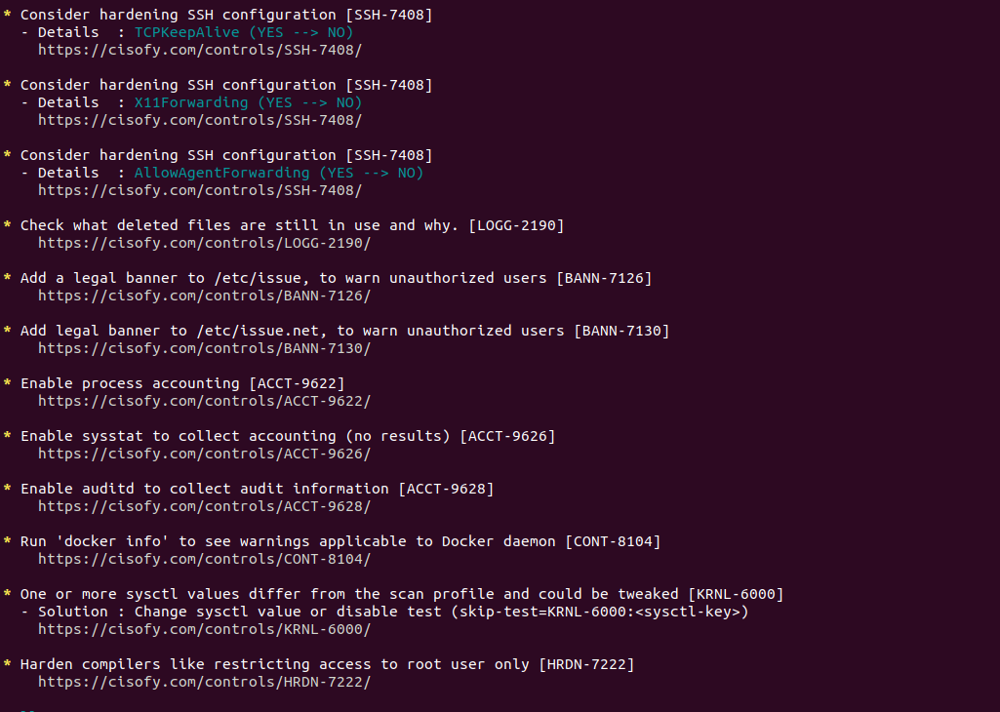 * Consider hardening SSH configuration [SSH-7408]
- Details  : TCPKeepAlive (YES --> NO)
https://cisofy.com/controls/SSH-7408/
* Consider hardening SSH configuration [SSH-7408]
- Details  : X11Forwarding (YES --> NO)
https://cisofy.com/controls/SSH-7408/
* Consider hardening SSH configuration [SSH-7408]
- Details  : AllowAgentForwarding (YES --> NO)
https://cisofy.com/controls/SSH-7408/
* Check what deleted files are still in use and why. [LOGG-2190]
https://cisofy.com/controls/LOGG-2190/
* Add a legal banner to /etc/issue, to warn unauthorized users [BANN-7126]
https://cisofy.com/controls/BANN-7126/
* Add legal banner to /etc/issue.net, to warn unauthorized users [BANN-7130]
https://cisofy.com/controls/BANN-7130/
* Enable process accounting [ACCT-9622]
https://cisofy.com/controls/ACCT-9622/
* Enable sysstat to collect accounting (no results) [ACCT-9626]
https://cisofy.com/controls/ACCT-9626/
* Enable auditd to collect audit information [ACCT-9628]
https://cisofy.com/controls/ACCT-9628/
* Run 'docker info' to see warnings applicable to Docker daemon [CONT-8104]
https://cisofy.com/controls/CONT-8104/
* One or more sysctl values differ from the scan profile and could be tweaked [KRNL-6000]
- Solution : Change sysctl value or disable test (skip-test=KRNL-6000:<sysctl-key>)
https://cisofy.com/controls/KRNL-6000/
* Harden compilers like restricting access to root user only [HRDN-7222]
https://cisofy.com/controls/HRDN-7222/